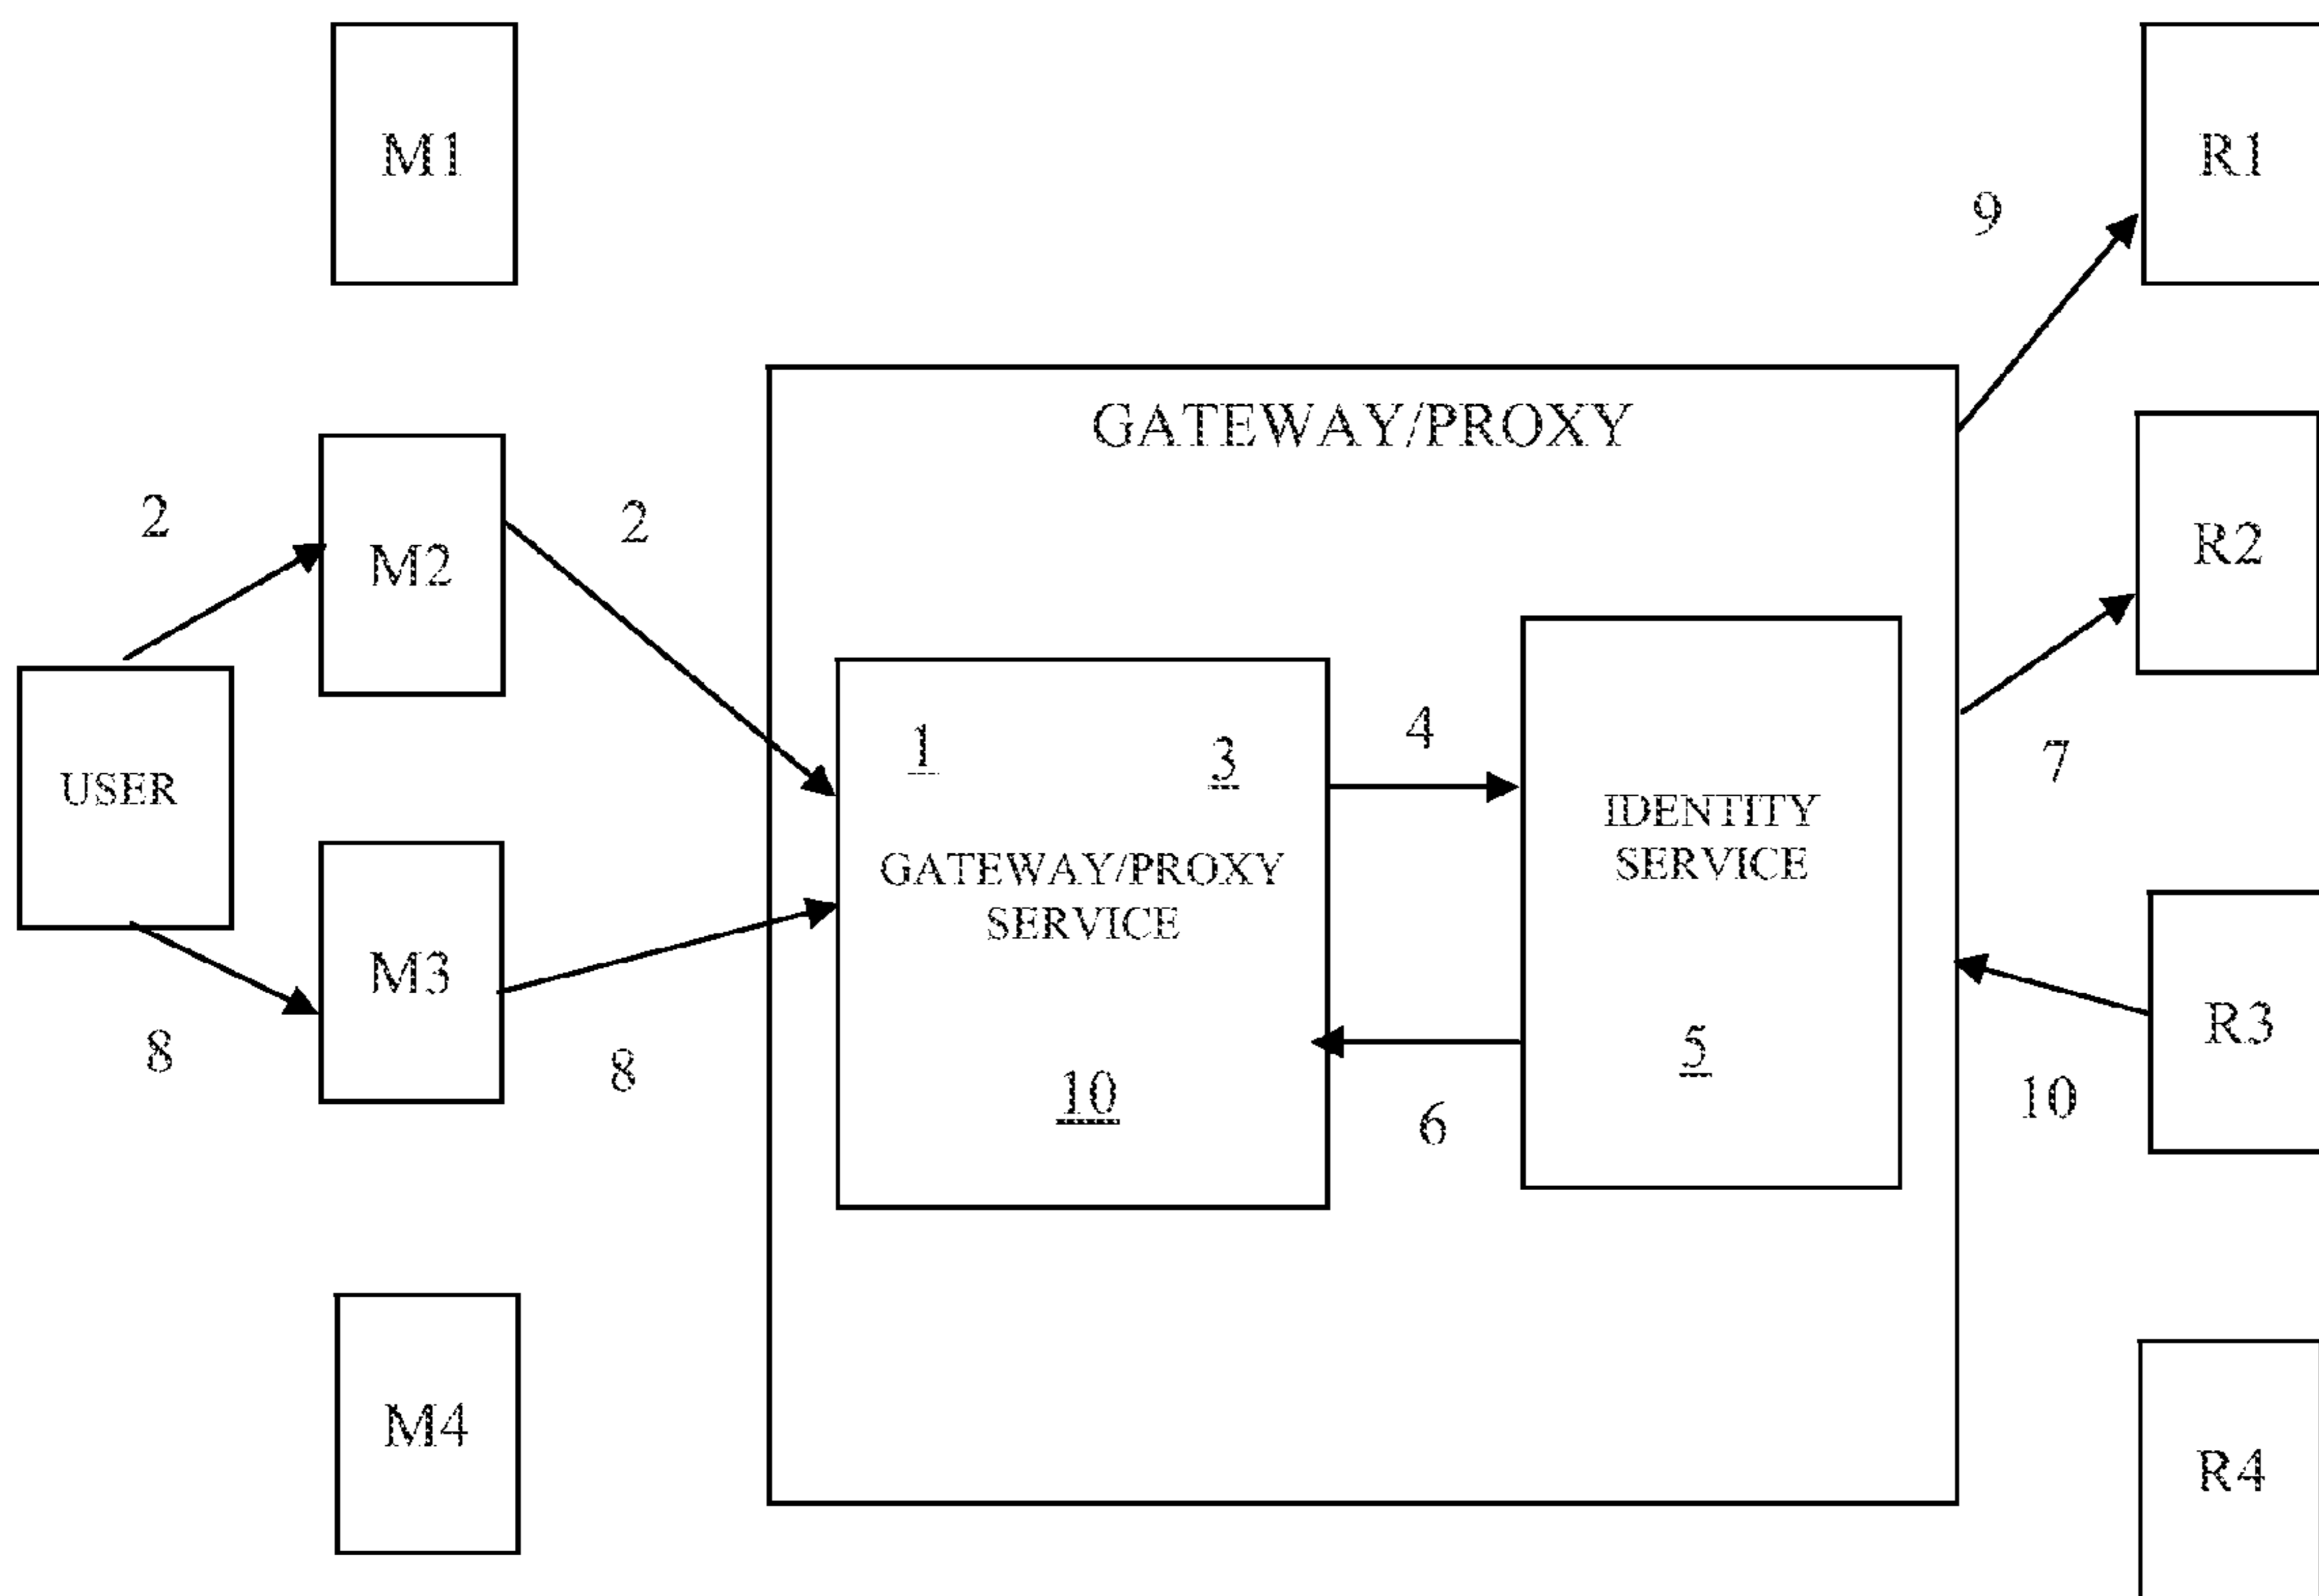 M1
R1
9
GATEWAY/PROXY
2
2
M2
R2
1
3
4
7
USER
IDENTITY
SERVICE
GATEWAY/PROXY
SERVICE
M3
R3
8
8
5
10
6
10
M4
R4